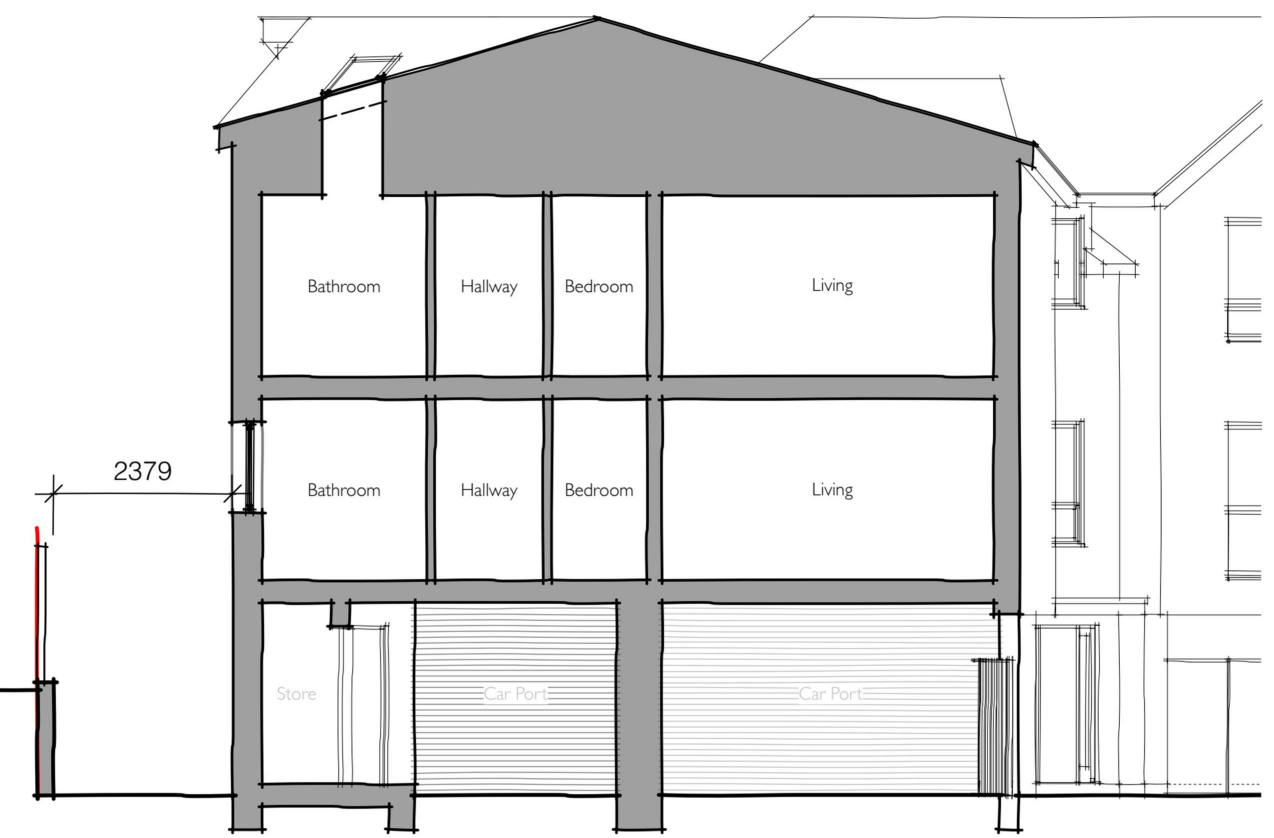 Bathroom
Hallway
Bedroom
Living
2379
Bathroom
Hallway
Bedroom
Living
Store
Car Port
Car Port